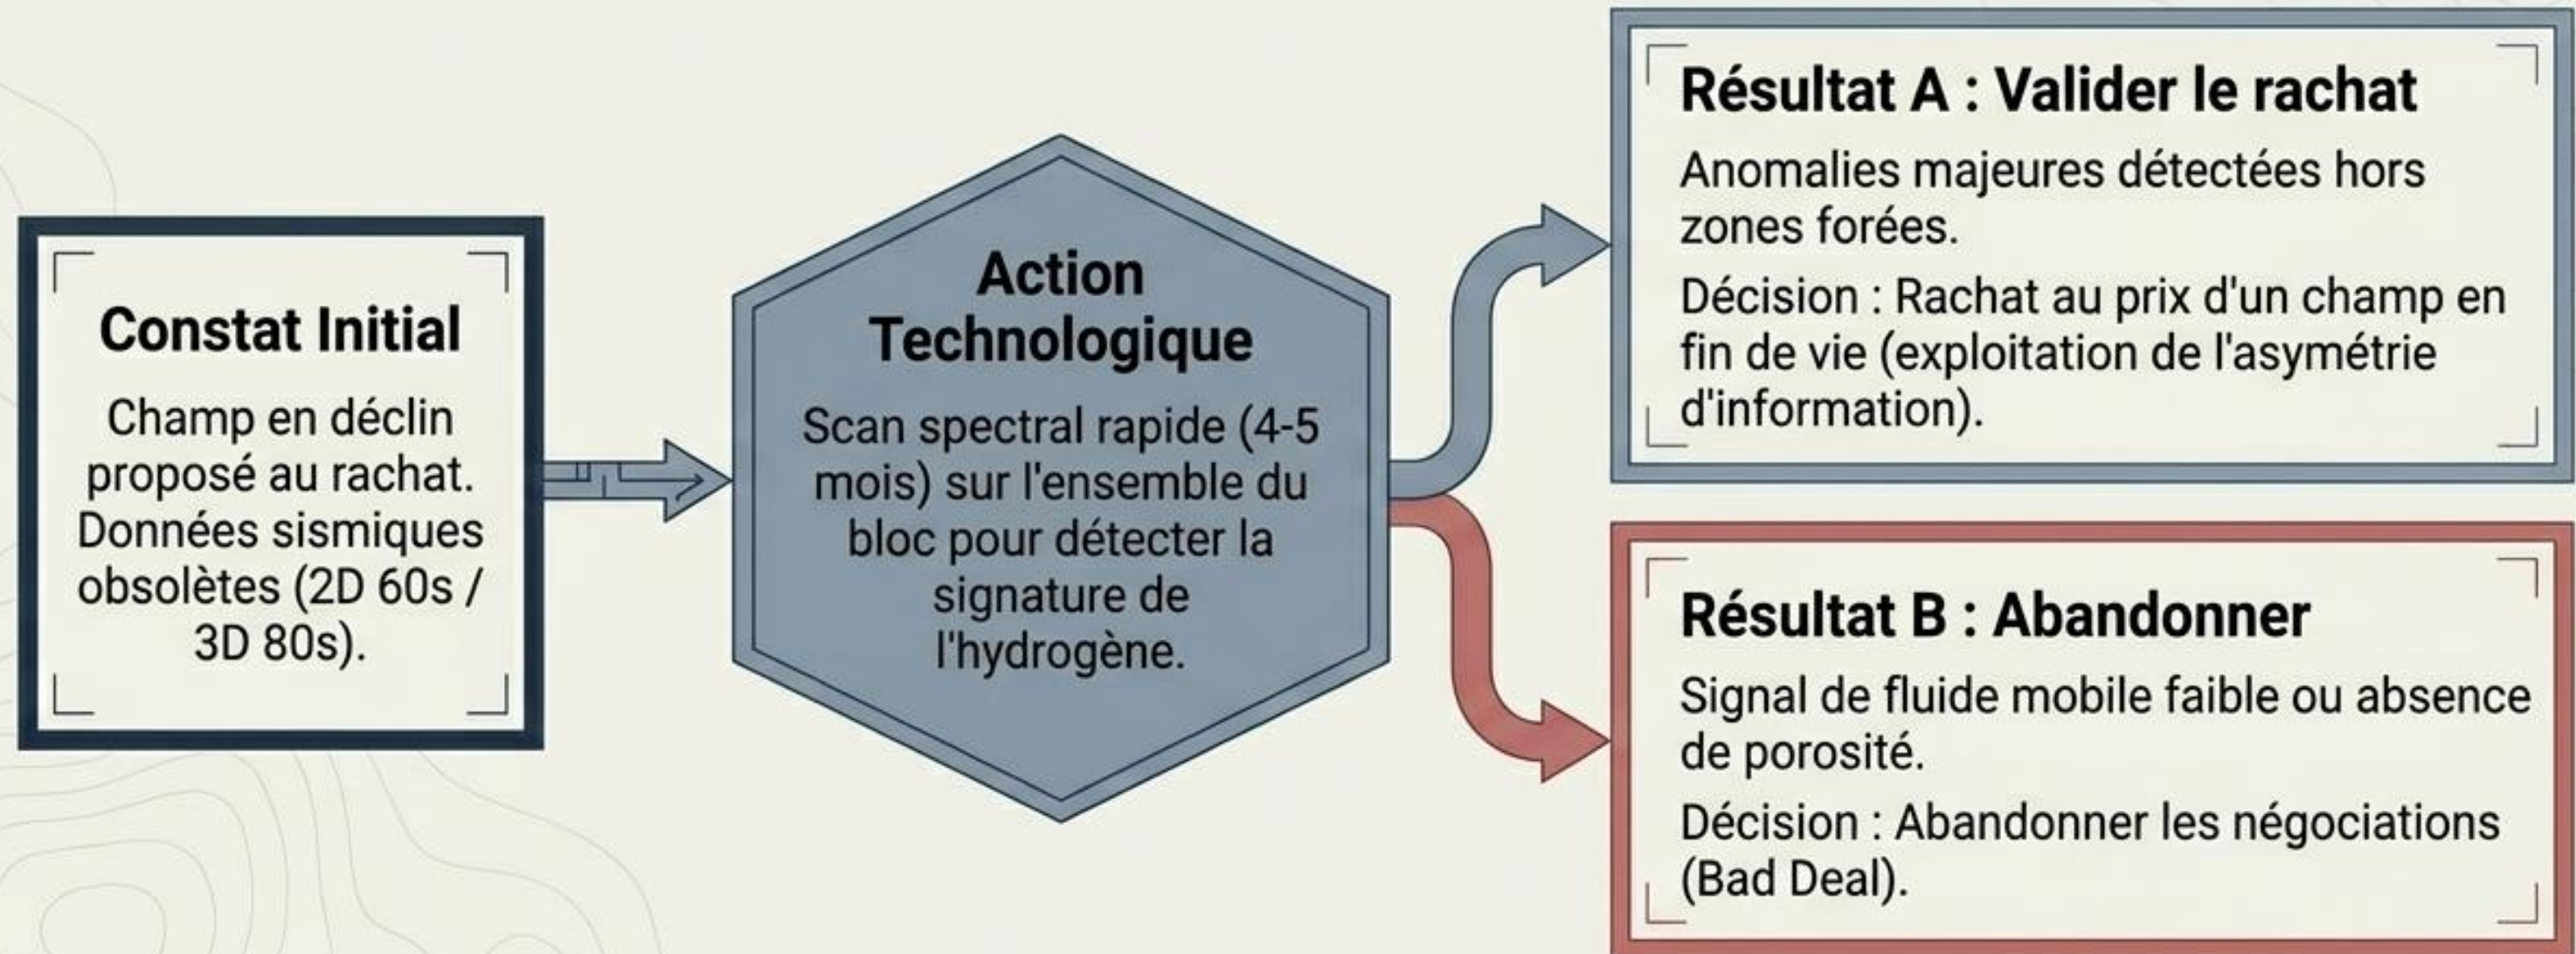 Constat Initial
Champ en déclin
proposé au rachat.
Données sismiques
obsolètes (2D 60s /
3D 80s).
Action
Technologique
Scan spectral rapide (4-5
mois) sur l'ensemble du
bloc pour détecter la
signature de
l'hydrogène.
Résultat A : Valider le rachat
Anomalies majeures détectées hors
zones forées.
Décision : Rachat au prix d'un champ en
fin de vie (exploitation de l'asymétrie
d'information).
Résultat B : Abandonner
Signal de fluide mobile faible ou absence
de porosité.
Décision : Abandonner les négociations
(Bad Deal).